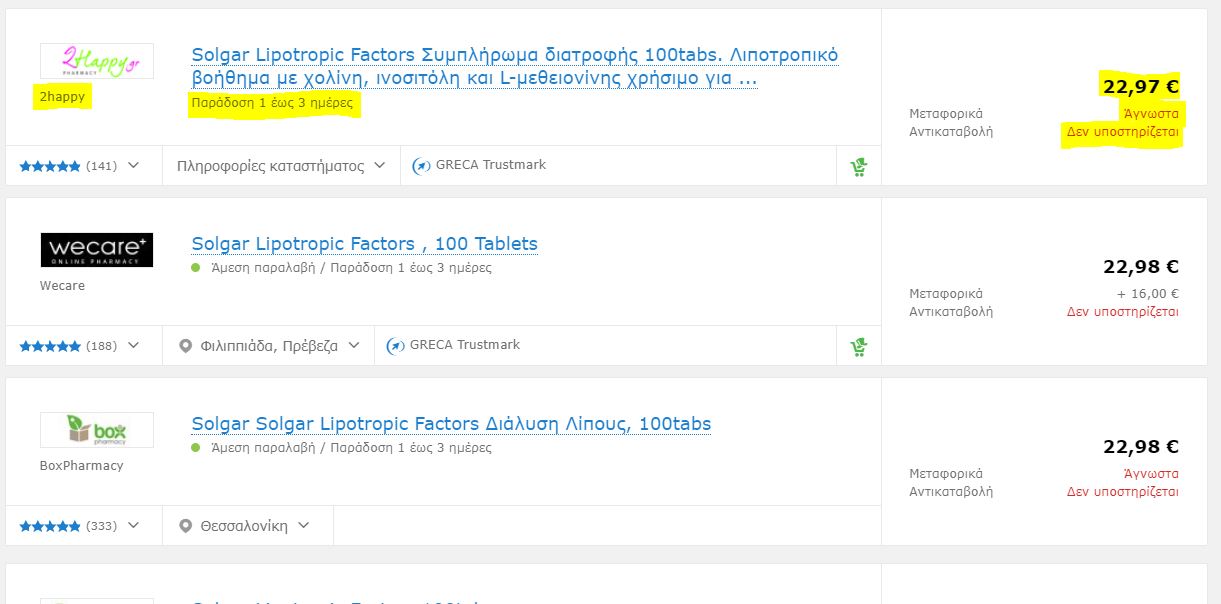 2Happy.gr
PHARMACY
2happy
Solgar Lipotropic Factors Συμπλήρωμα διατροφής 100tabs. Λιποτροπικό
βοήθημα με χολίνη, ινοσιτόλη και L-μεθειονίνης χρήσιμο για ...
Παράδοση 1 έως 3 ημέρες
22,97 €
Μεταφορικά Άγνωστα
Αντικαταβολή Δεν υποστηρίζεται
(141)
Πληροφορίες καταστήματος
GRECA Trustmark
wecare+
ONLINE PHARMACY
Wecare
Solgar Lipotropic Factors , 100 Tablets
Άμεση παραλαβή / Παράδοση 1 έως 3 ημέρες
22,98 €
Μεταφορικά + 16,00 €
Αντικαταβολή Δεν υποστηρίζεται
(188)
Φιλιππιάδα, Πρέβεζα
GRECA Trustmark
box
pharmacy
BoxPharmacy
Solgar Solgar Lipotropic Factors Διάλυση Λίπους, 100tabs
Άμεση παραλαβή / Παράδοση 1 έως 3 ημέρες
22,98 €
Μεταφορικά Άγνωστα
Αντικαταβολή Δεν υποστηρίζεται
(333)
Θεσσαλονίκη